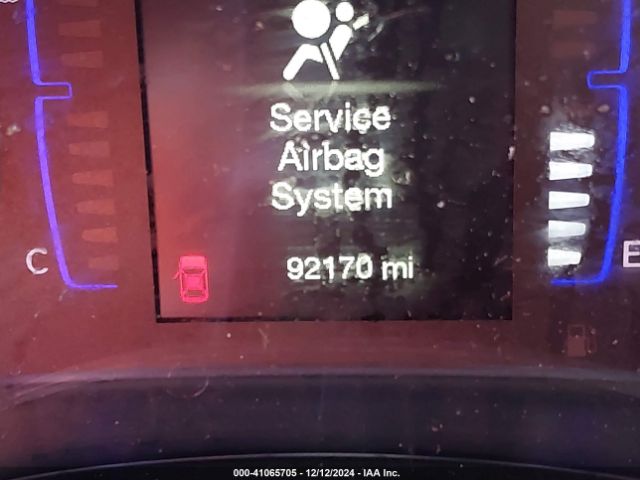 Service
Airbag
System
92170 mi
C
E
000-41065705 - 12/12/2024 - IAA Inc.